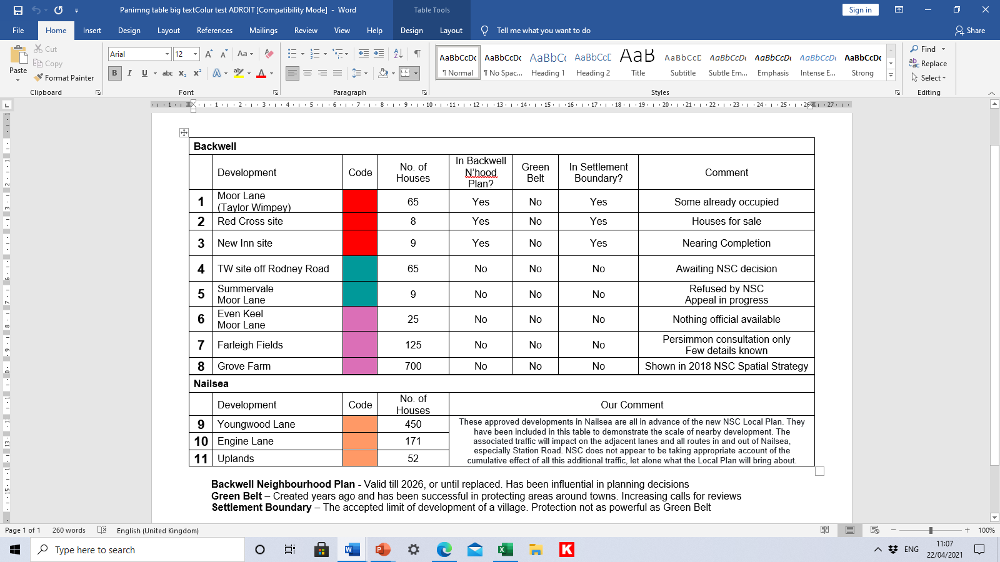 Panimng table big textColur test ADROIT [Compatibility Mode] - Word
Table Tools
Sign in
File Home Insert Design Layout References Mailings Review View Help Design Layout Tell me what you want to do Share
Paste
Cut
Copy
Format Painter
Clipboard
Arial 12
Font
Paragraph
AaBbCcDc AaBbCcDc AaBbCc AaBbCcD AaB AaBbCcD AaBbCcDc AaBbCcDc AaBbCcDc AaBbCcDc
¶ Normal ¶ No Spac... Heading 1 Heading 2 Title Subtitle Subtle Em... Emphasis Intense E... Strong
Styles
Find
Replace
Select
Editing
Backwell
Development Code No. of Houses In Backwell N'hood Plan? Green Belt In Settlement Boundary? Comment
1 Moor Lane (Taylor Wimpey) 65 Yes No Yes Some already occupied
2 Red Cross site 8 Yes No Yes Houses for sale
3 New Inn site 9 Yes No Yes Nearing Completion
4 TW site off Rodney Road 65 No No No Awaiting NSC decision
5 Summervale Moor Lane 9 No No No Refused by NSC Appeal in progress
6 Even Keel Moor Lane 25 No No No Nothing official available
7 Farleigh Fields 125 No No No Persimmon consultation only Few details known
8 Grove Farm 700 No No No Shown in 2018 NSC Spatial Strategy
Nailsea
Development Code No. of Houses Our Comment
9 Youngwood Lane 450
10 Engine Lane 171
11 Uplands 52
These approved developments in Nailsea are all in advance of the new NSC Local Plan. They
have been included in this table to demonstrate the scale of nearby development. The
associated traffic will impact on the adjacent lanes and all routes in and out of Nailsea,
especially Station Road. NSC does not appear to be taking appropriate account of the
cumulative effect of all this additional traffic, let alone what the Local Plan will bring about.
Backwell Neighbourhood Plan - Valid till 2026, or until replaced. Has been influential in planning decisions
Green Belt – Created years ago and has been successful in protecting areas around towns. Increasing calls for reviews
Settlement Boundary – The accepted limit of development of a village. Protection not as powerful as Green Belt
Page 1 of 1 260 words English (United Kingdom) 100%
Type here to search
ENG
11:07
22/04/2021